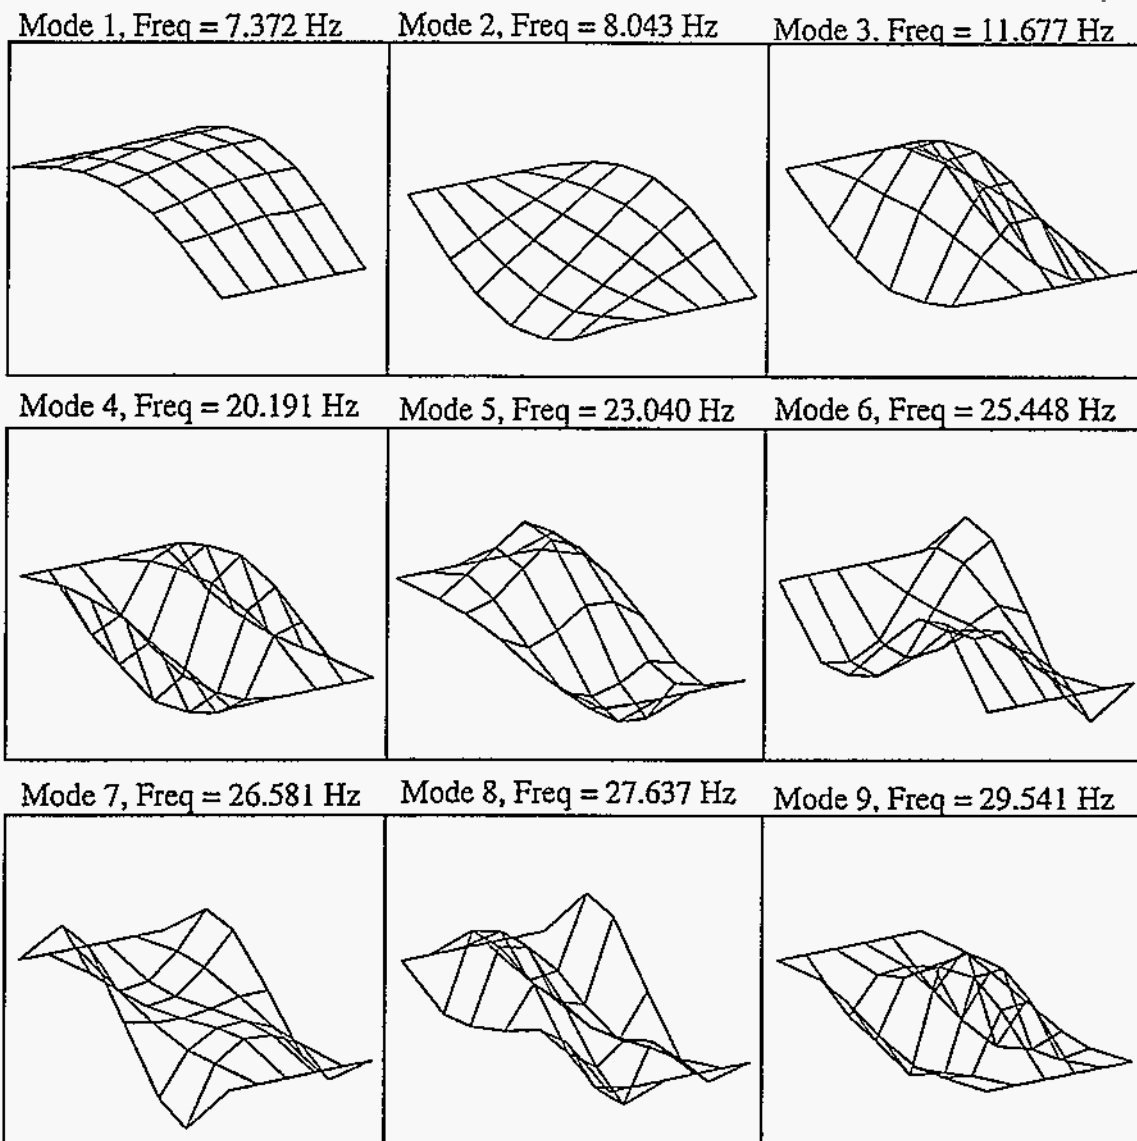 Mode 1, Freq = 7.372 Hz
Mode 2, Freq = 8.043 Hz
Mode 3. Freq = 11.677 Hz
Mode 4, Freq = 20.191 Hz
Mode 5, Freq = 23.040 Hz
Mode 6, Freq = 25.448 Hz
Mode 7, Freq = 26.581 Hz
Mode 8, Freq = 27.637 Hz
Mode 9, Freq = 29.541 Hz